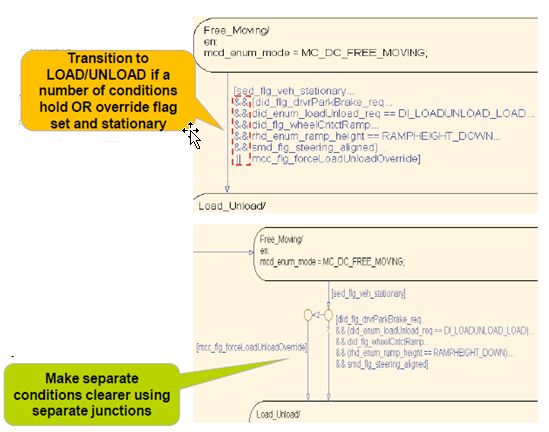 Free_Moving/
en:
mcd_enum_mode = MC_DC_FREE_MOVING;
Transition to
LOAD/UNLOAD if a
number of conditions
hold OR override flag
set and stationary
[sed_flg_veh_stationary...
&& [did_flg_drvrParkBrake_req...
&& did_enum_loadUnload_req == DI_LOADUNLOAD_LOAD...
&& did_flg_wheelCntctRamp...
&& rhd_enum_ramp_height == RAMPHEIGHT_DOWN...
&& smd_flg_steering_aligned]...
|| mcc_flg_forceLoadUnloadOverride]
Load_Unload/
Free_Moving/
en:
mcd_enum_mode = MC_DC_FREE_MOVING;
[sed_flg_veh_stationary]
2
[did_flg_drvrParkBrake_req...
&& (did_enum_loadUnload_req == DI_LOADUNLOAD_LOAD)...
&& did_flg_wheelCntctRamp...
&& (rhd_enum_ramp_height == RAMPHEIGHT_DOWN)...
&& smd_flg_steering_aligned]
[mcc_flg_forceLoadUnloadOverride]
Make separate
conditions clearer using
separate junctions
Load_Unload/